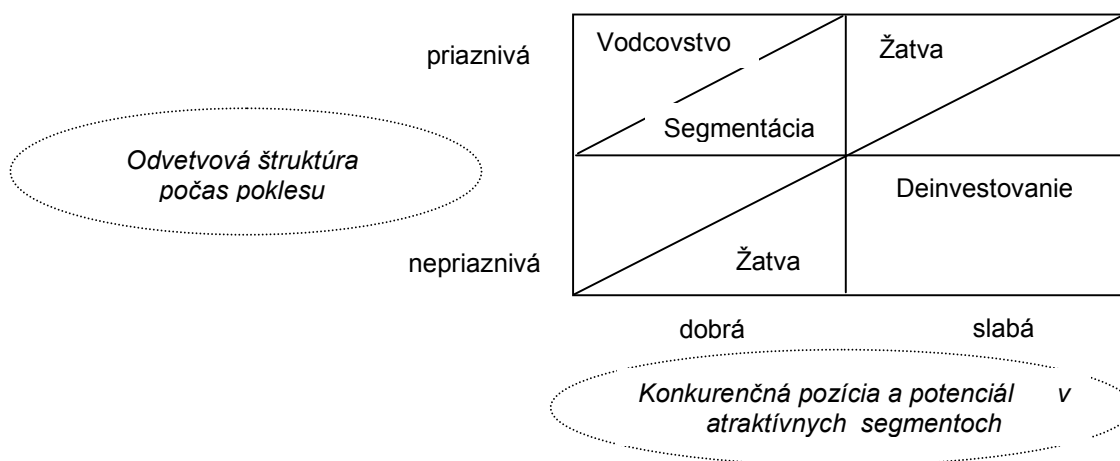 priaznivá
Vodcovstvo
Žatva
Segmentácia
Odvetvová štruktúra
počas poklesu
Deinvestovanie
nepriaznivá
Žatva
dobrá
slabá
Konkurenčná pozícia a potenciál v
atraktívnych segmentoch